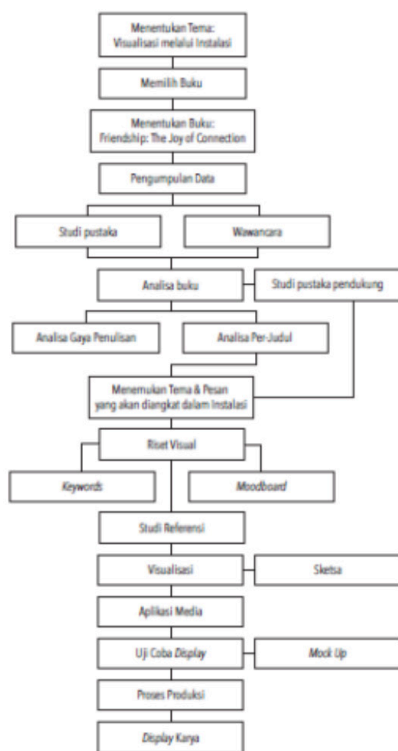 Menentukan Tema:
Visualisasi melalui Instalasi
Memilih Buku
Menentukan Buku:
Friendship: The Joy of Connection
Pengumpulan Data
Studi pustaka
Wawancara
Analisa buku
Studi pustaka pendukung
Analisa Gaya Penulisan
Analisa Per-Judul
Menemukan Tema & Pesan
yang akan diangkat dalam Instalasi
Riset Visual
Keywords
Moodboard
Studi Referensi
Visualisasi
Sketsa
Aplikasi Media
Uji Coba Display
Mock Up
Proses Produksi
Display Karya